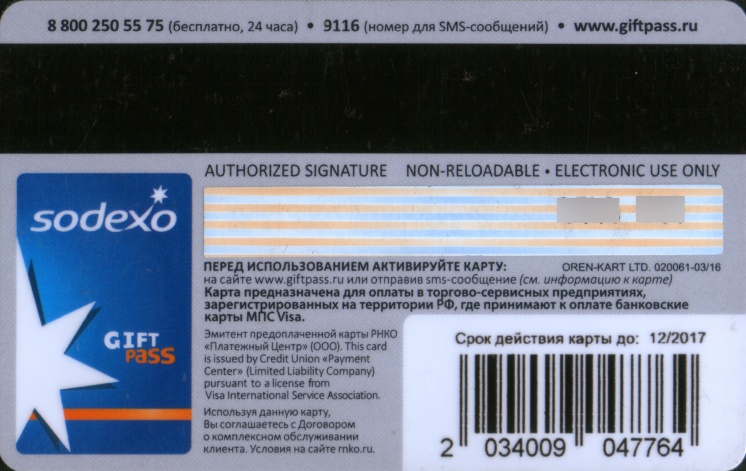 8 800 250 55 75 (бесплатно, 24 часа) • 9116 (номер для SMS-сообщений) • www.giftpass.ru
AUTHORIZED SIGNATURE NON-RELOADABLE • ELECTRONIC USE ONLY
sodexo
GIFT
PASS
ПЕРЕД ИСПОЛЬЗОВАНИЕМ АКТИВИРУЙТЕ КАРТУ: OREN-KART LTD. 020061-03/16
на сайте www.giftpass.ru или отправив sms-сообщение (см. информацию к карте)
Карта предназначена для оплаты в торгово-сервисных предприятиях,
зарегистрированных на территории РФ, где принимают к оплате банковские
карты МПС Visa.
Эмитент предоплаченной карты РНКО
«Платежный Центр» (ООО). This card
is issued by Credit Union «Payment
Center» (Limited Liability Company)
pursuant to a license from
Visa International Service Association.
Используя данную карту,
Вы соглашаетесь с Договором
о комплексном обслуживании
клиента. Условия на сайте rnko.ru.
Срок действия карты до: 12/2017
2 034009 047764